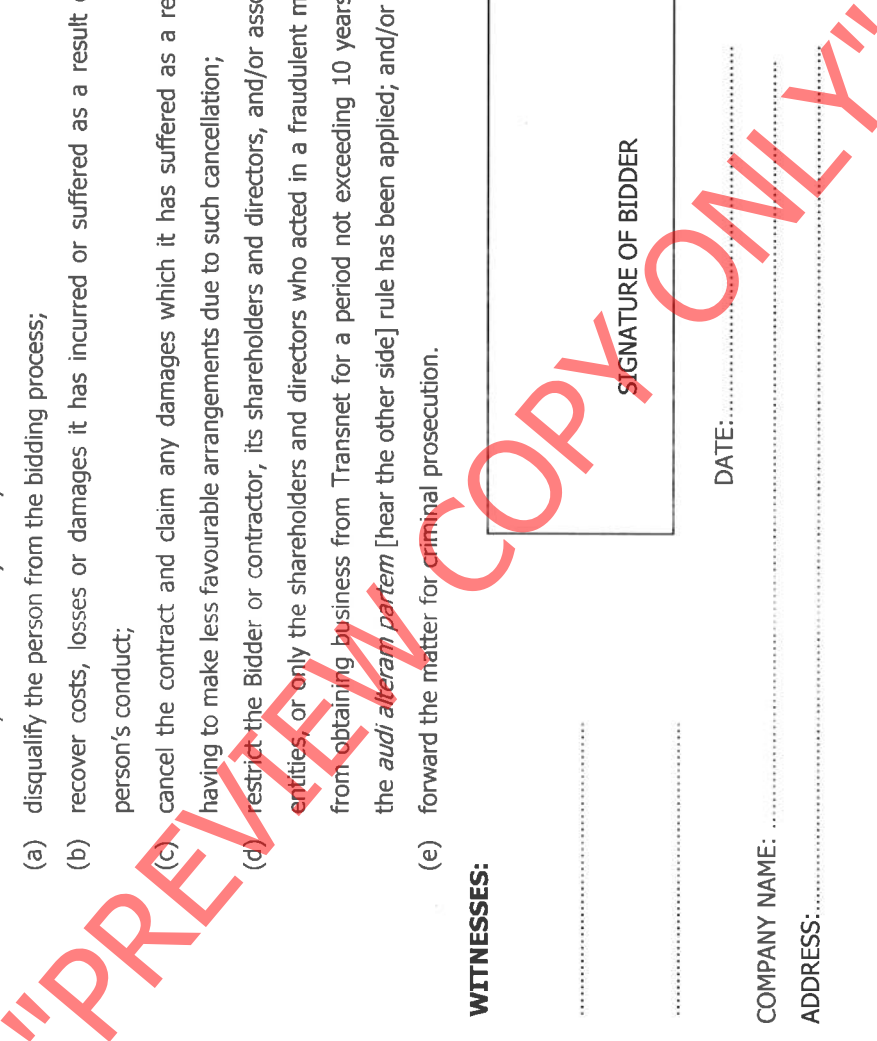 (a) disqualify the person from the bidding process;
(b) recover costs, losses or damages it has incurred or suffered as a result
person's conduct;
(c) cancel the contract and claim any damages which it has suffered as a
having to make less favourable arrangements due to such cancellation;
(d) restrict the Bidder or contractor, its shareholders and directors, and/or
entities, or only the shareholders and directors who acted in a fraudulent
from obtaining business from Transnet for a period not exceeding 10 years
the audi alteram partem [hear the other side] rule has been applied; and/or
(e) forward the matter for criminal prosecution.
WITNESSES:
SIGNATURE OF BIDDER
DATE:
COMPANY NAME:
ADDRESS:
"PREVIEW COPY ONLY"